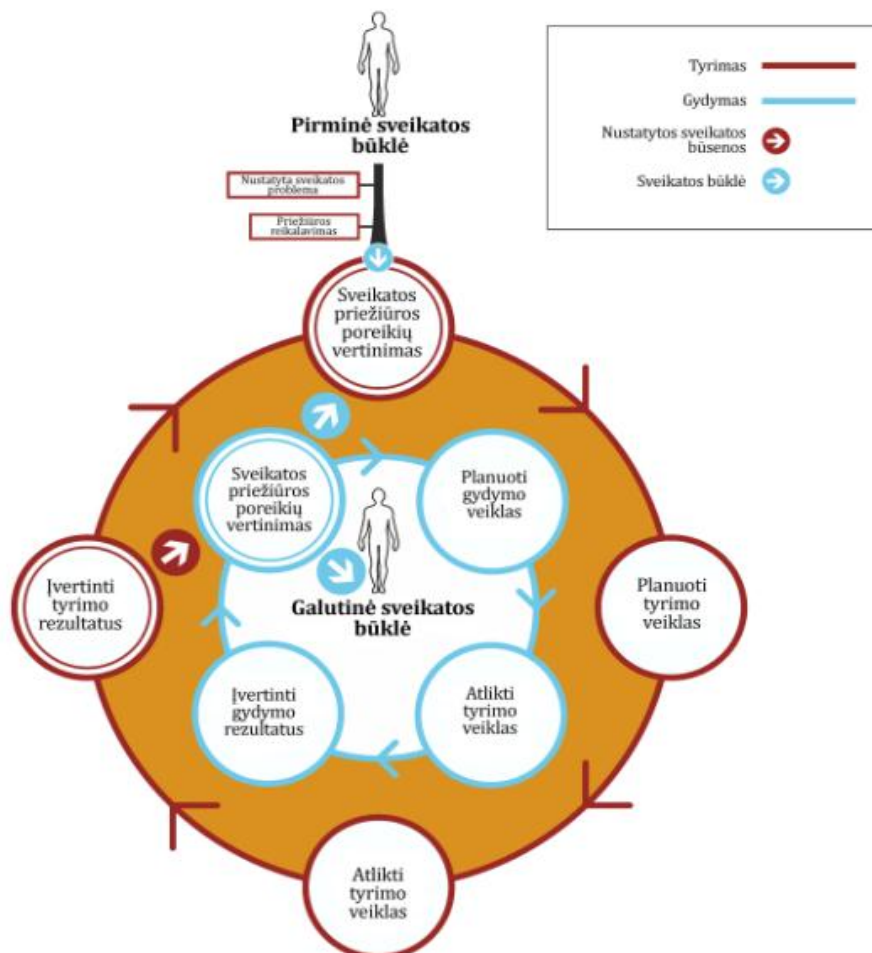 Pirminė sveikatos
būklė
Nustatyta sveikatos
problema
Priežiūros
reikalavimas
Tyrimas
Gydymas
Nustatytos sveikatos
būsenos
Sveikatos būklė
Sveikatos
priežiūros
poreikių
vertinimas
Sveikatos
priežiūros
poreikių
vertinimas
Planuoti
gydymo
veiklas
Galutinė sveikatos
būklė
Įvertinti
tyrimo
rezultatus
Planuoti
tyrimo
veiklas
Įvertinti
gydymo
rezultatus
Atlikti
tyrimo
veiklas
Atlikti
tyrimo
veiklas